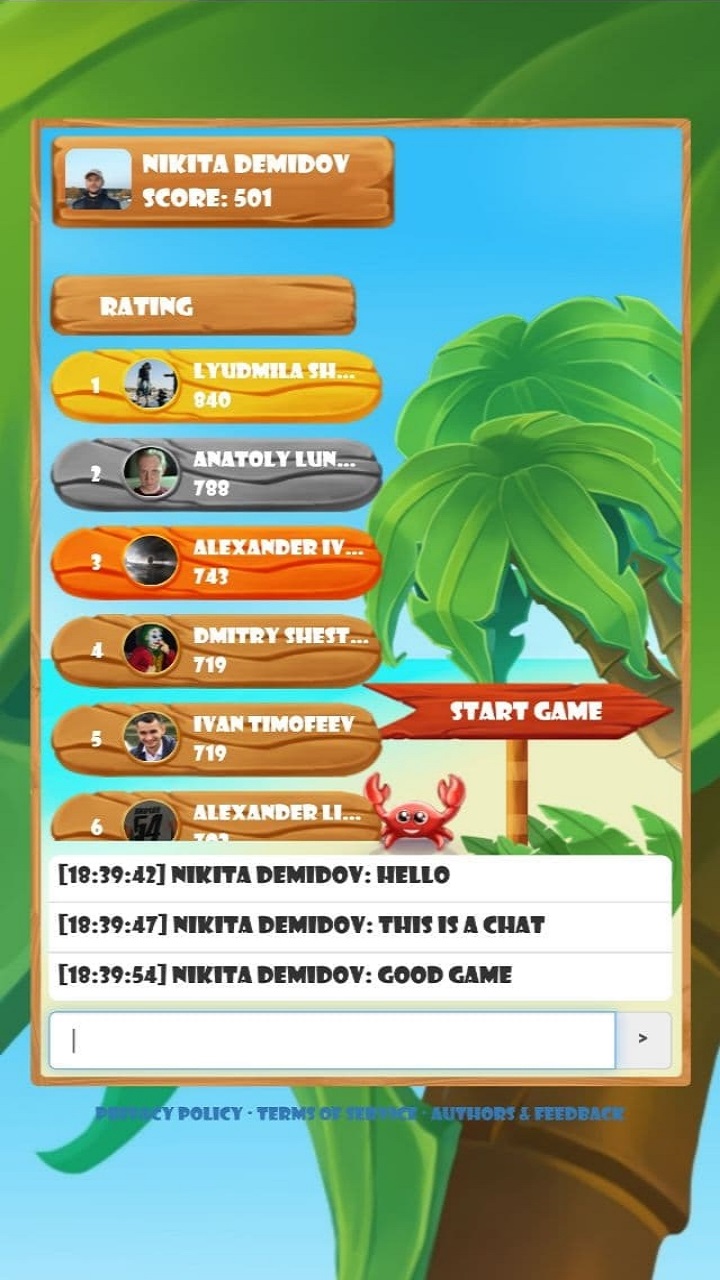 NIKITA DEMIDOV
SCORE: 501
RATING
1
LYUDMILA SH...
840
2
ANATOLY LUN...
788
3
ALEXANDER IV...
743
4
DMITRY SHEST...
719
5
IVAN TIMOFEEV
719
6
ALEXANDER LI...
START GAME
[18:39:42] NIKITA DEMIDOV: HELLO
[18:39:47] NIKITA DEMIDOV: THIS IS A CHAT
[18:39:54] NIKITA DEMIDOV: GOOD GAME
>
PRIVACY POLICY · TERMS OF SERVICE · AUTHORS & FEEDBACK